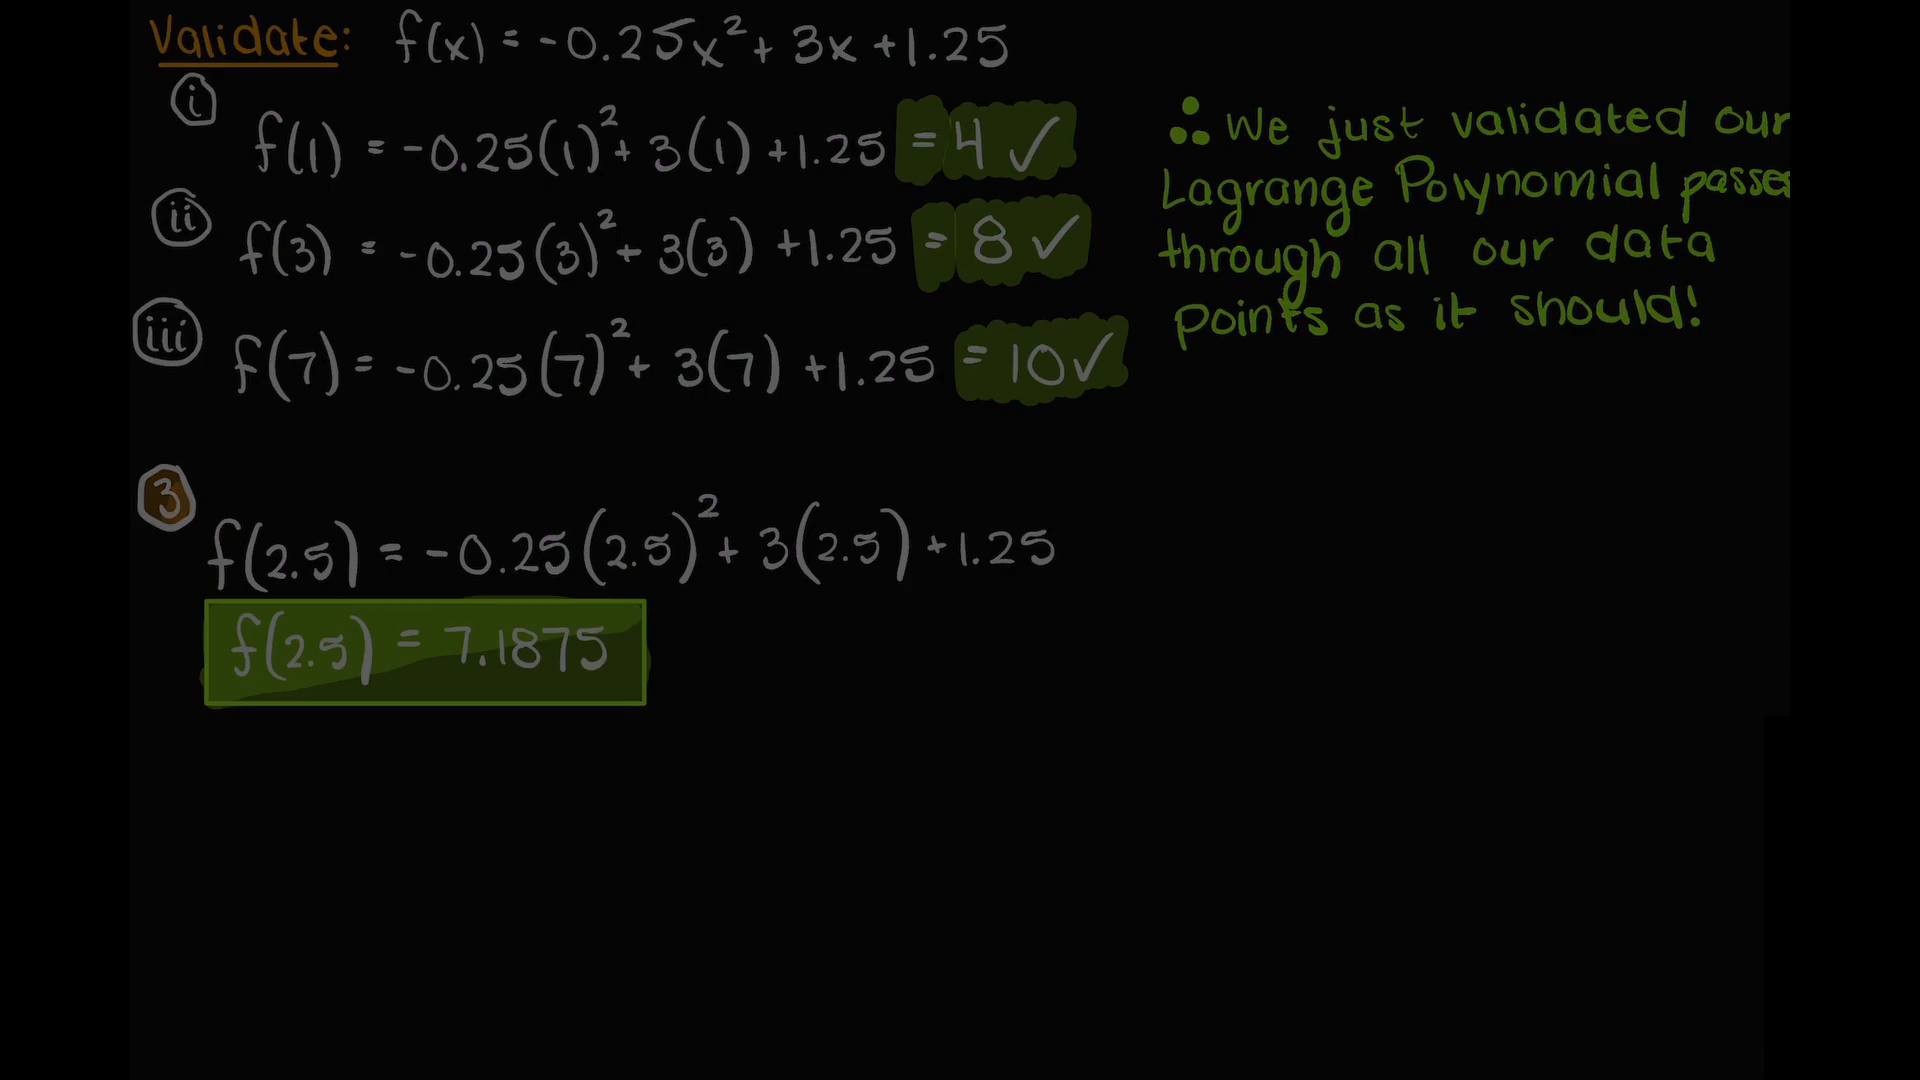 Validate: f(x) = -0.25x² + 3x + 1.25
i
f(1) = -0.25(1)² + 3(1) + 1.25 = 4 ✓
ii
f(3) = -0.25(3)² + 3(3) + 1.25 = 8 ✓
iii
f(7) = -0.25(7)² + 3(7) + 1.25 = 10 ✓
∴ We just validated our
Lagrange Polynomial passe
through all our data
points as it should!
3
f(2.5) = -0.25(2.5)² + 3(2.5) + 1.25
f(2.5) = 7.1875